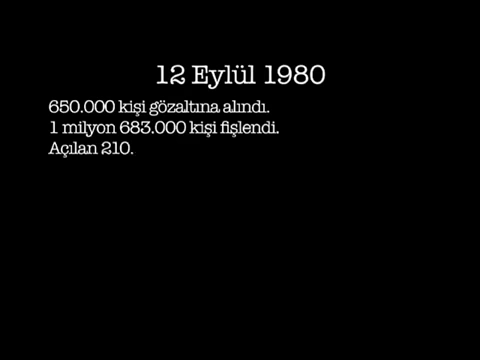 12 Eylül 1980
650.000 kişi gözaltına alındı.
1 milyon 683.000 kişi fişlendi.
Açılan 210.